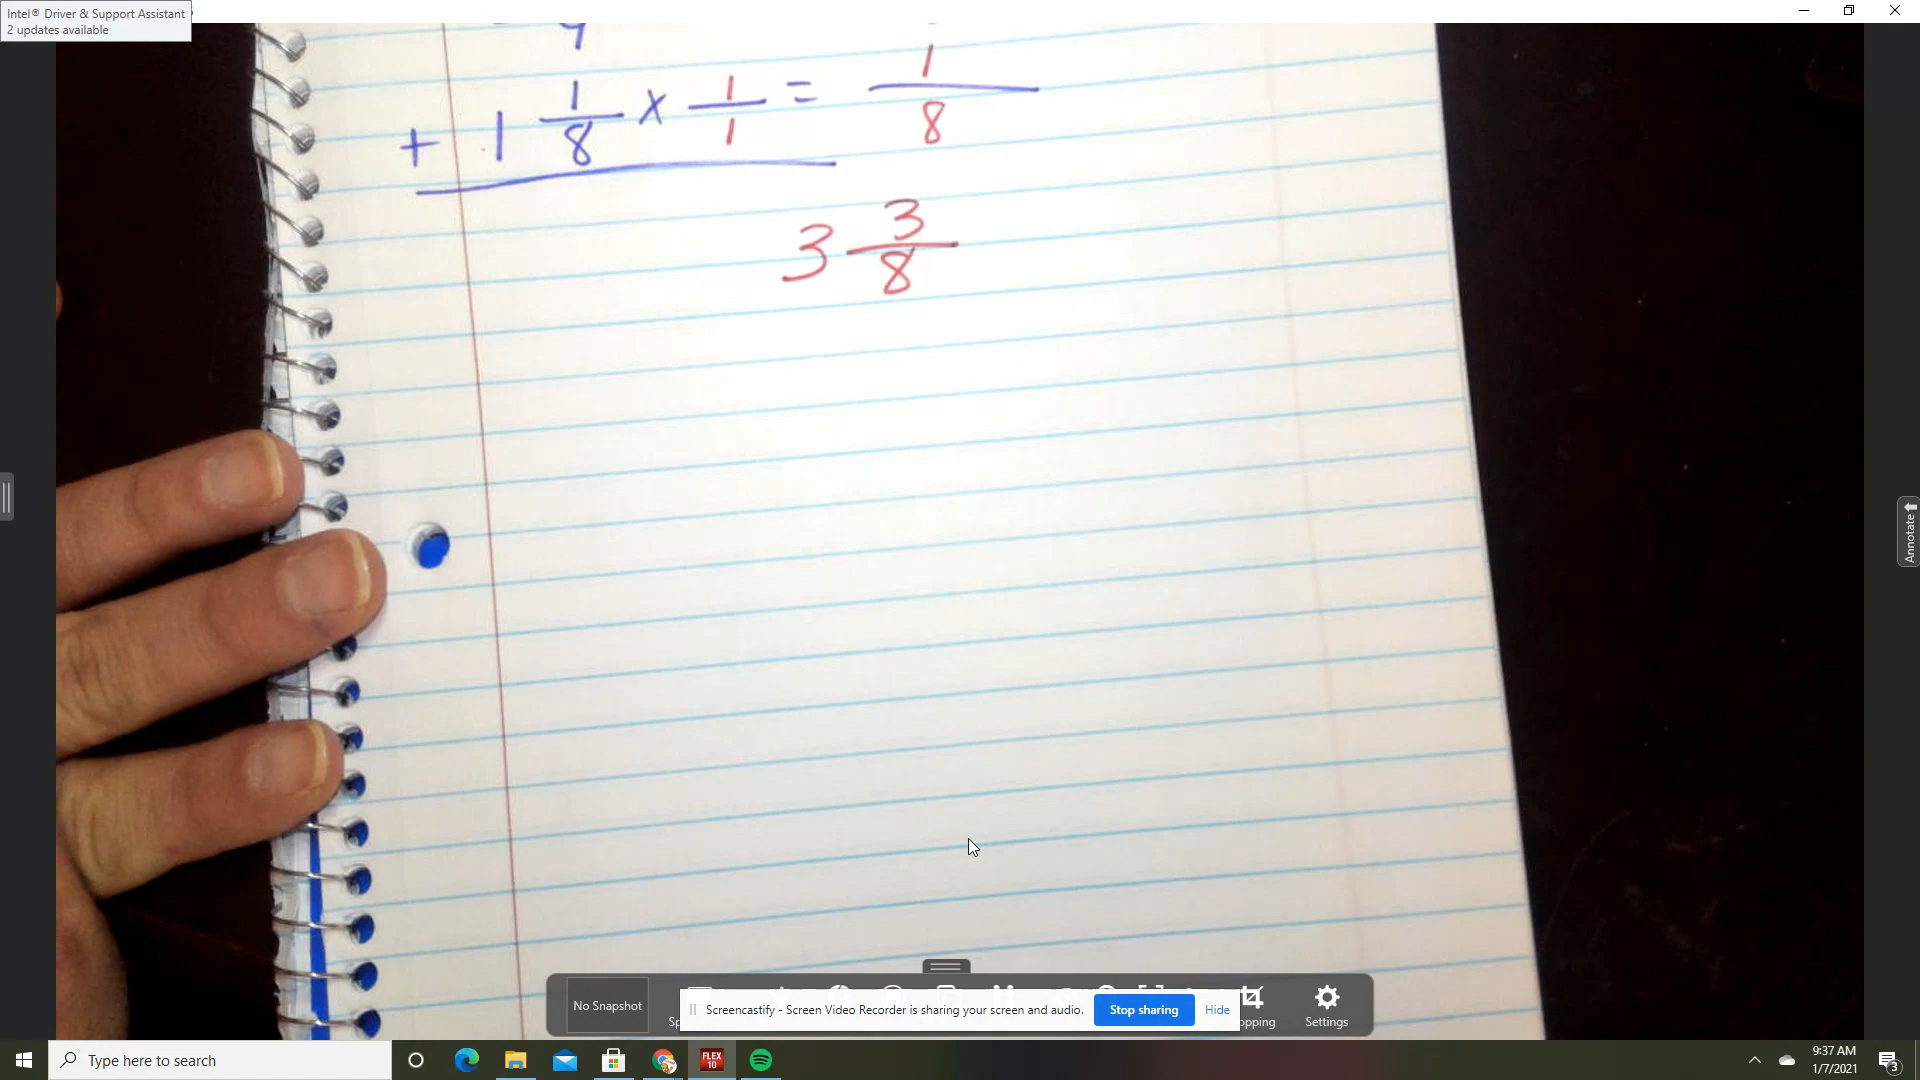 Intel® Driver & Support Assistant
2 updates available
+ 1 1/8 x 1/1 = 1/8
3 3/8
Annotate
No Snapshot
Screencastify - Screen Video Recorder is sharing your screen and audio.
Stop sharing
Hide
Settings
Type here to search
FLEX
10
9:37 AM
1/7/2021
3